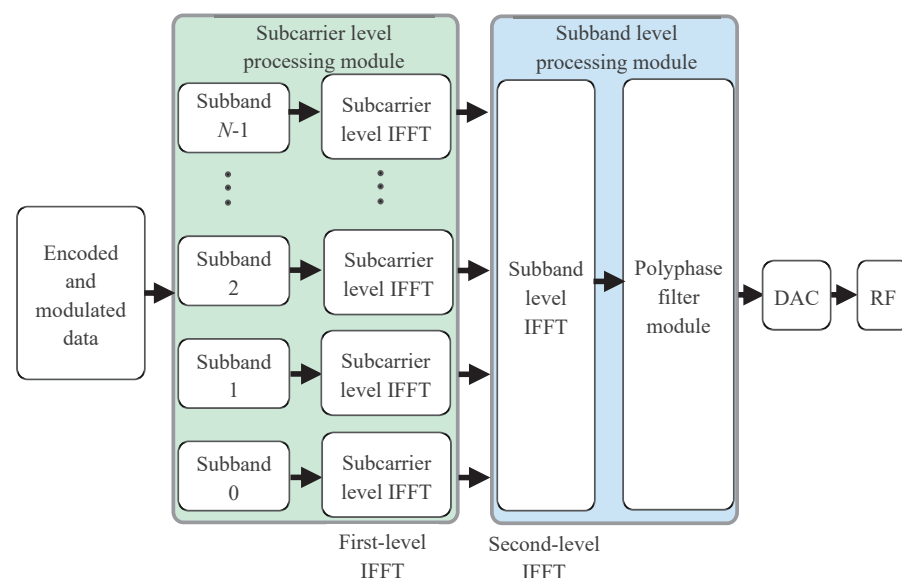 Subcarrier level
processing module
Subband level
processing module
Subband
N-1
Subcarrier
level IFFT
Encoded
and
modulated
data
Subband
2
Subcarrier
level IFFT
Subband
1
Subcarrier
level IFFT
Subband
0
Subcarrier
level IFFT
Subband
level
IFFT
Polyphase
filter
module
DAC
RF
First-level
IFFT
Second-level
IFFT